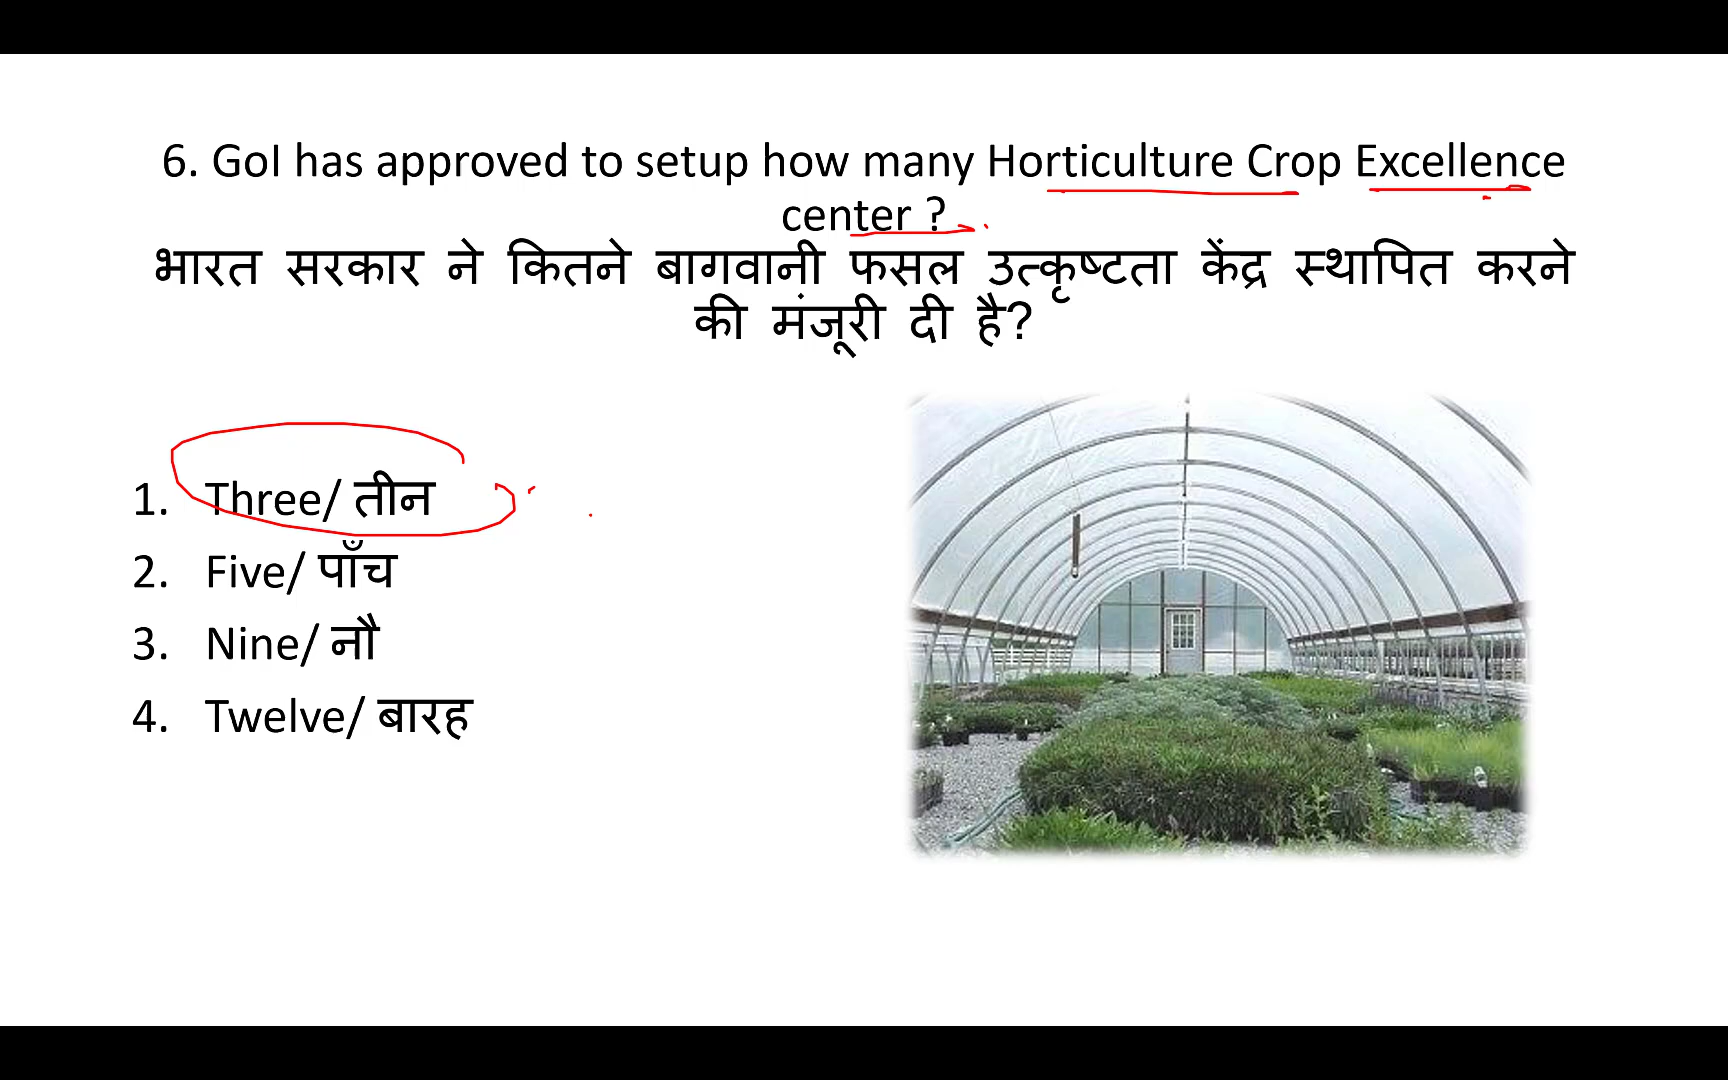 6. GoI has approved to setup how many Horticulture Crop Excellence
center ?
भारत सरकार ने कितने बागवानी फसल उत्कृष्टता केंद्र स्थापित करने
की मंजूरी दी है?
1. Three/ तीन
2. Five/ पाँच
3. Nine/ नौ
4. Twelve/ बारह